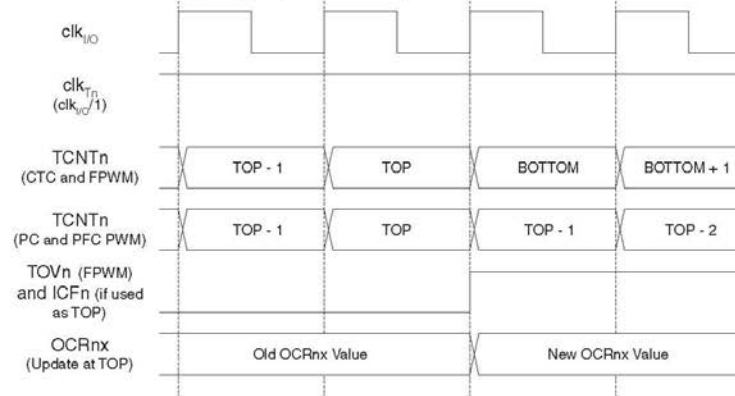 clkI/O
clkTn
(clkI/O/1)
TCNTn
(CTC and FPWM)
TOP - 1
TOP
BOTTOM
BOTTOM + 1
TCNTn
(PC and PFC PWM)
TOP - 1
TOP
TOP - 1
TOP - 2
TOVn (FPWM)
and ICFn (if used
as TOP)
OCRnx
(Update at TOP)
Old OCRnx Value
New OCRnx Value